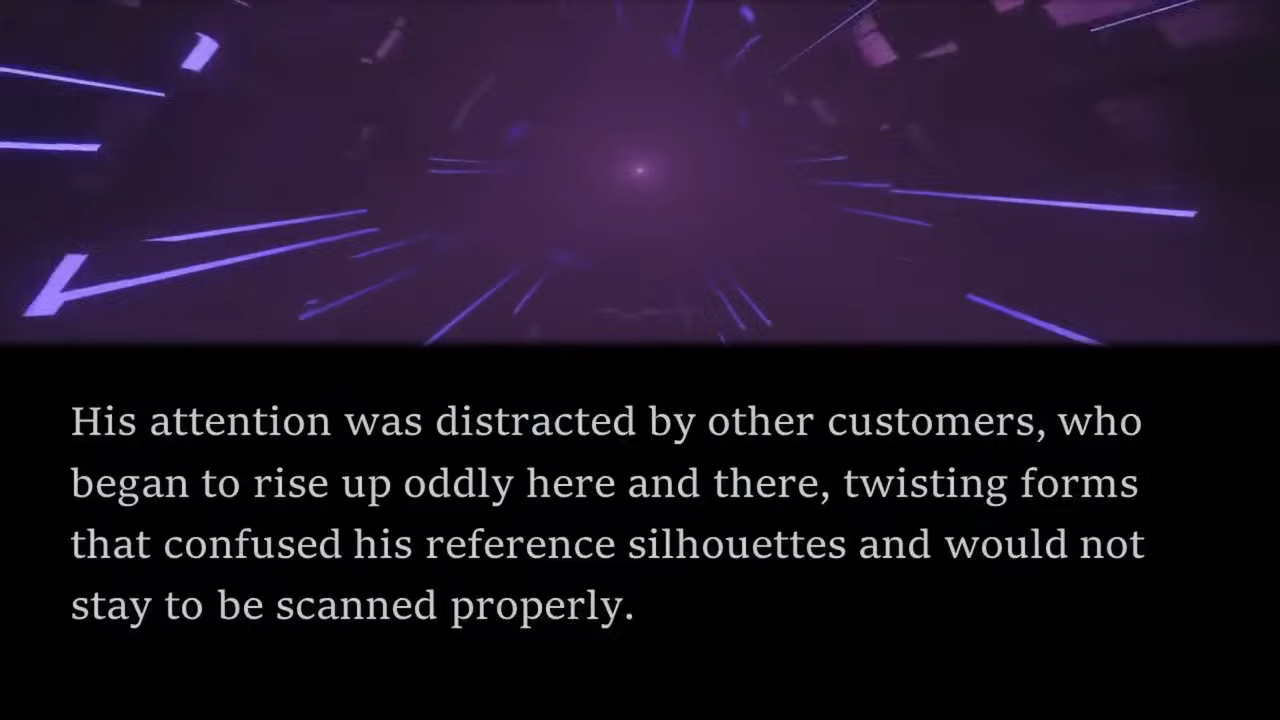 His attention was distracted by other customers, who
began to rise up oddly here and there, twisting forms
that confused his reference silhouettes and would not
stay to be scanned properly.